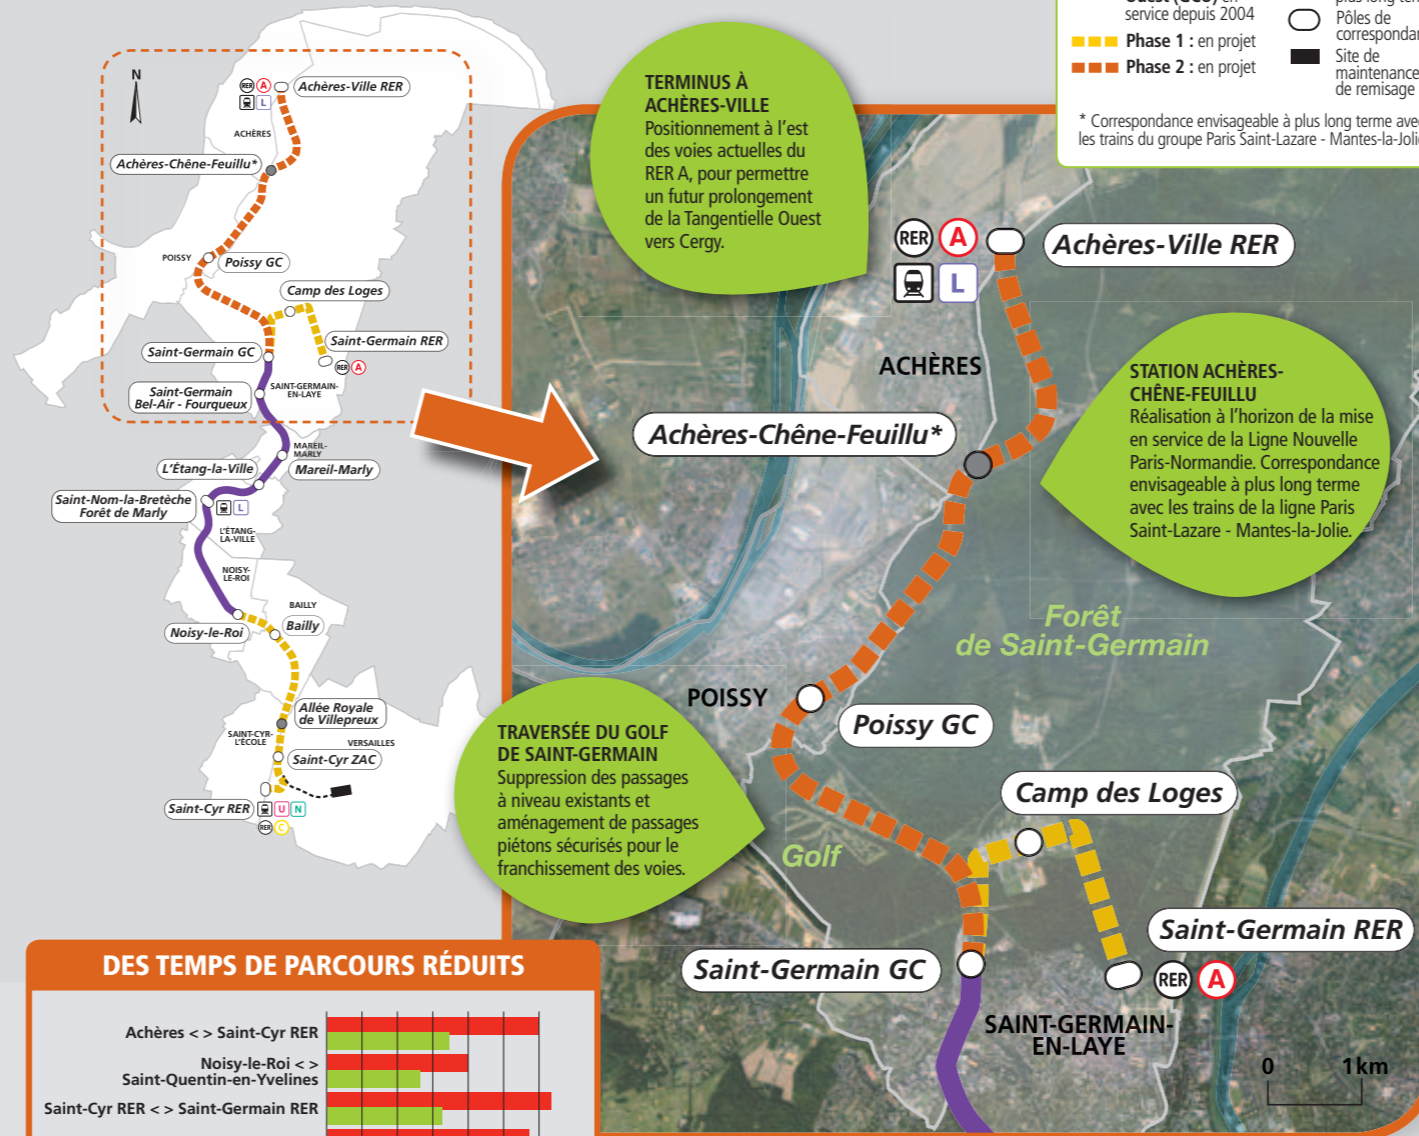 Ouest (GCO) en
service depuis 2004
Phase 1 : en projet
Phase 2 : en projet
plus long
Pôles de
Site de
maintenance
de remisage
* Correspondance envisageable à plus long terme
les trains du groupe Paris Saint-Lazare - Mantes-la-Jolie
N
RER A
L
Achères-Ville RER
ACHÈRES
Achères-Chêne-Feuillu*
POISSY
Poissy GC
Camp des Loges
Saint-Germain RER
RER A
Saint-Germain GC
SAINT-GERMAIN-
EN-LAYE
Saint-Germain
Bel-Air - Fourqueux
MAREIL-
MARLY
L'Étang-la-Ville
Mareil-Marly
Saint-Nom-la-Bretèche
Forêt de Marly
L
L'ÉTANG-
LA-VILLE
NOISY-
LE-ROI
BAILLY
Noisy-le-Roi
Bailly
Allée Royale
de Villepreux
SAINT-CYR-
L'ÉCOLE
VERSAILLES
Saint-Cyr ZAC
Saint-Cyr RER
U N
RER C
TERMINUS À
ACHÈRES-VILLE
Positionnement à l'est
des voies actuelles du
RER A, pour permettre
un futur prolongement
de la Tangentielle Ouest
vers Cergy.
RER A
L
Achères-Ville RER
ACHÈRES
Achères-Chêne-Feuillu*
STATION ACHÈRES-
CHÊNE-FEUILLU
Réalisation à l'horizon de la mise
en service de la Ligne Nouvelle
Paris-Normandie. Correspondance
envisageable à plus long terme
avec les trains de la ligne Paris
Saint-Lazare - Mantes-la-Jolie.
Forêt
de Saint-Germain
POISSY
Poissy GC
TRAVERSÉE DU GOLF
DE SAINT-GERMAIN
Suppression des passages
à niveau existants et
aménagement de passages
piétons sécurisés pour le
franchissement des voies.
Golf
Camp des Loges
Saint-Germain RER
RER A
Saint-Germain GC
SAINT-GERMAIN-
EN-LAYE
0 1km
DES TEMPS DE PARCOURS RÉDUITS
Achères < > Saint-Cyr RER
Noisy-le-Roi < >
Saint-Quentin-en-Yvelines
Saint-Cyr RER < > Saint-Germain RER